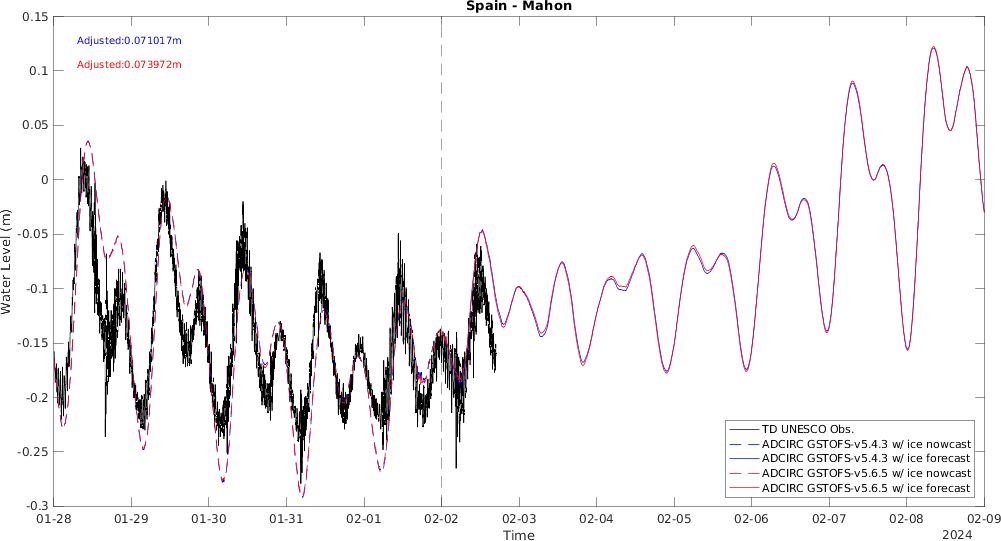 Spain - Mahon
0.15
0.1
0.05
0
-0.05
-0.1
-0.15
-0.2
-0.25
-0.3
Water Level (m)
Adjusted:0.071017m
Adjusted:0.073972m
TD UNESCO Obs.
ADCIRC GSTOFS-v5.4.3 w/ ice nowcast
ADCIRC GSTOFS-v5.4.3 w/ ice forecast
ADCIRC GSTOFS-v5.6.5 w/ ice nowcast
ADCIRC GSTOFS-v5.6.5 w/ ice forecast
01-28 01-29 01-30 01-31 02-01 02-02 02-03 02-04 02-05 02-06 02-07 02-08 02-09
Time
2024